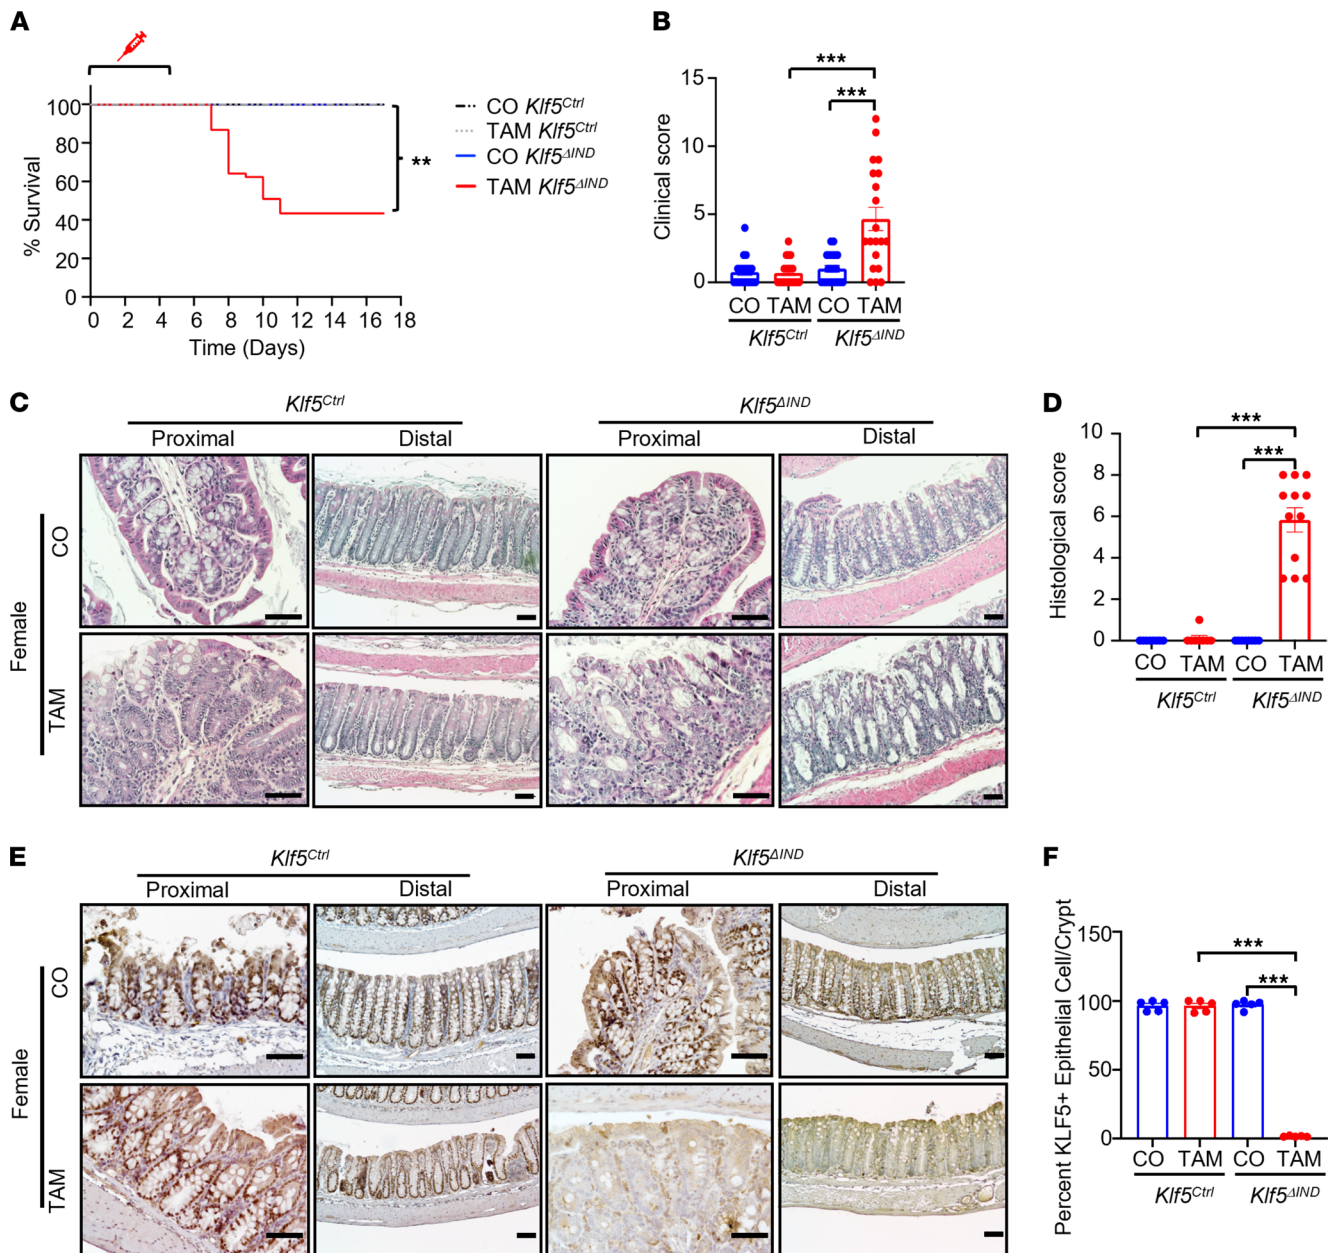 A
% Survival
100
80
60
40
20
0
0 2 4 6 8 10 12 14 16 18
Time (Days)
**
CO Klf5Ctrl
TAM Klf5Ctrl
CO Klf5ΔIND
TAM Klf5ΔIND
B
Clinical score
15
10
5
0
***
***
CO TAM CO TAM
Klf5Ctrl Klf5ΔIND
C
Klf5Ctrl Klf5ΔIND
Proximal Distal Proximal Distal
Female
CO
TAM
D
Histological score
10
8
6
4
2
0
***
***
CO TAM CO TAM
Klf5Ctrl Klf5ΔIND
E
Klf5Ctrl Klf5ΔIND
Proximal Distal Proximal Distal
Female
CO
TAM
F
Percent KLF5+ Epithelial Cell/Crypt
150
100
50
0
***
***
CO TAM CO TAM
Klf5Ctrl Klf5ΔIND